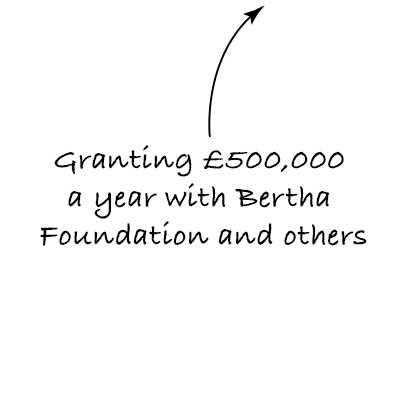 Granting £500,000
a year with Bertha
Foundation and others